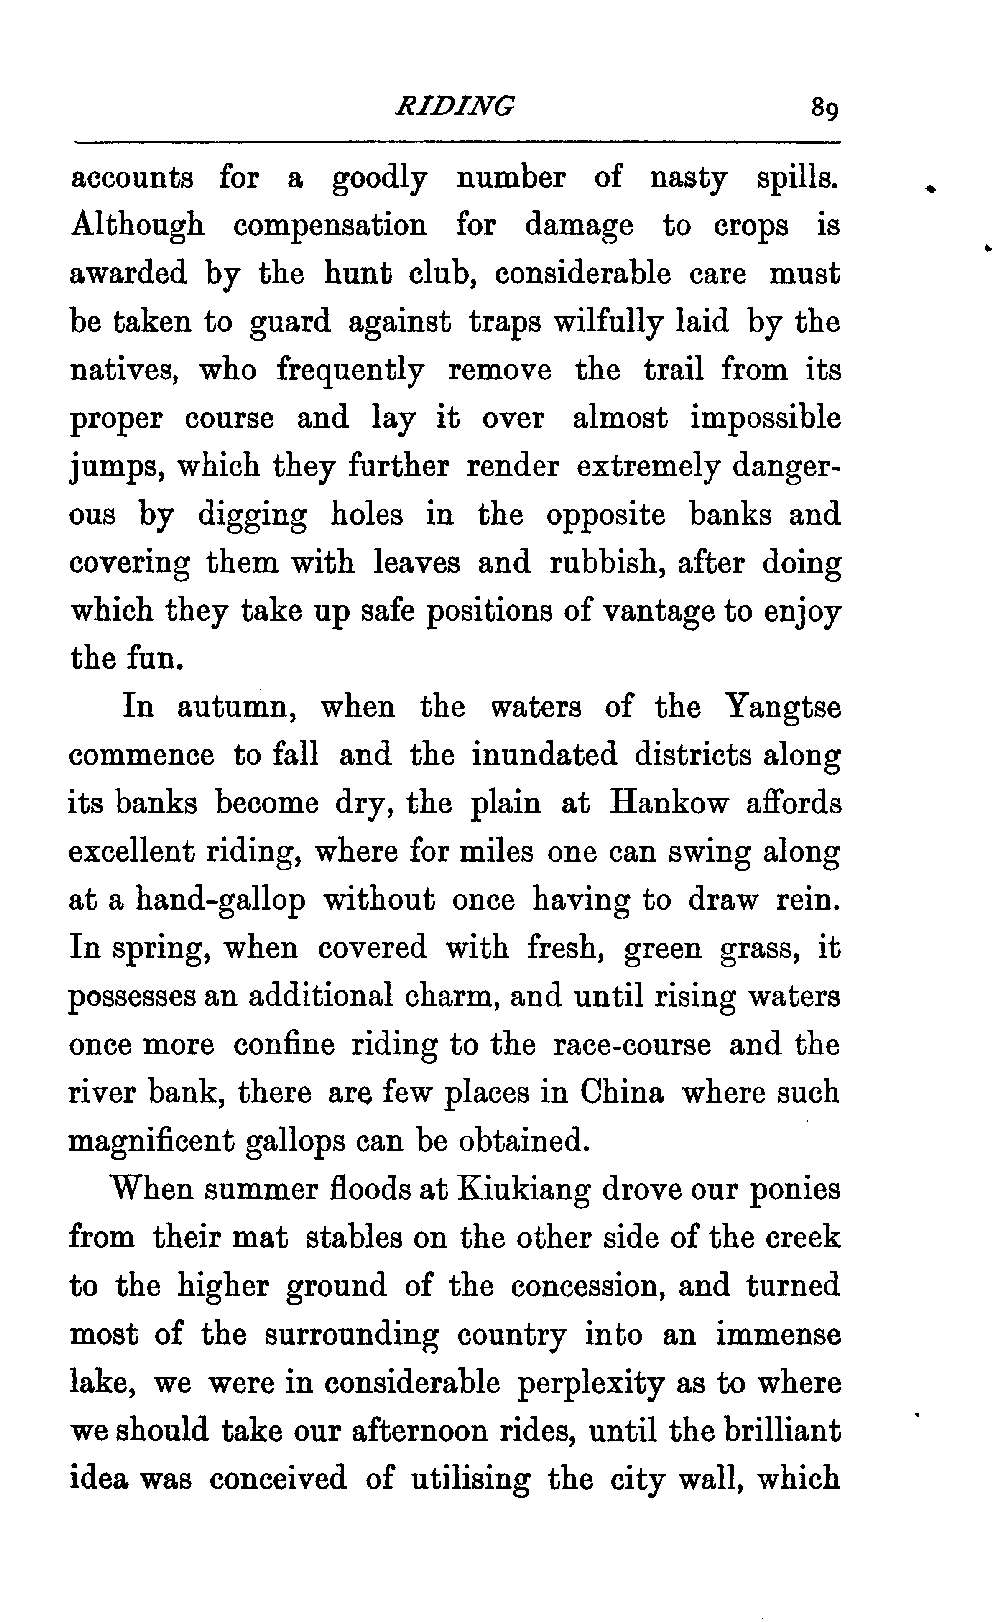 RIDING 89
accounts for a goodly number of nasty spills.
Although compensation for damage to crops is
awarded by the hunt club, considerable care must
be taken to guard against traps wilfully laid by the
natives, who frequently remove the trail from its
proper course and lay it over almost impossible
jumps, which they further render extremely danger-
ous by digging holes in the opposite banks and
covering them with leaves and rubbish, after doing
which they take up safe positions of vantage to enjoy
the fun.
In autumn, when the waters of the Yangtse
commence to fall and the inundated districts along
its banks become dry, the plain at Hankow affords
excellent riding, where for miles one can swing along
at a hand-gallop without once having to draw rein.
In spring, when covered with fresh, green grass, it
possesses an additional charm, and until rising waters
once more confine riding to the race-course and the
river bank, there are few places in China where such
magnificent gallops can be obtained.
When summer floods at Kiukiang drove our ponies
from their mat stables on the other side of the creek
to the higher ground of the concession, and turned
most of the surrounding country into an immense
lake, we were in considerable perplexity as to where
we should take our afternoon rides, until the brilliant
idea was conceived of utilising the city wall, which